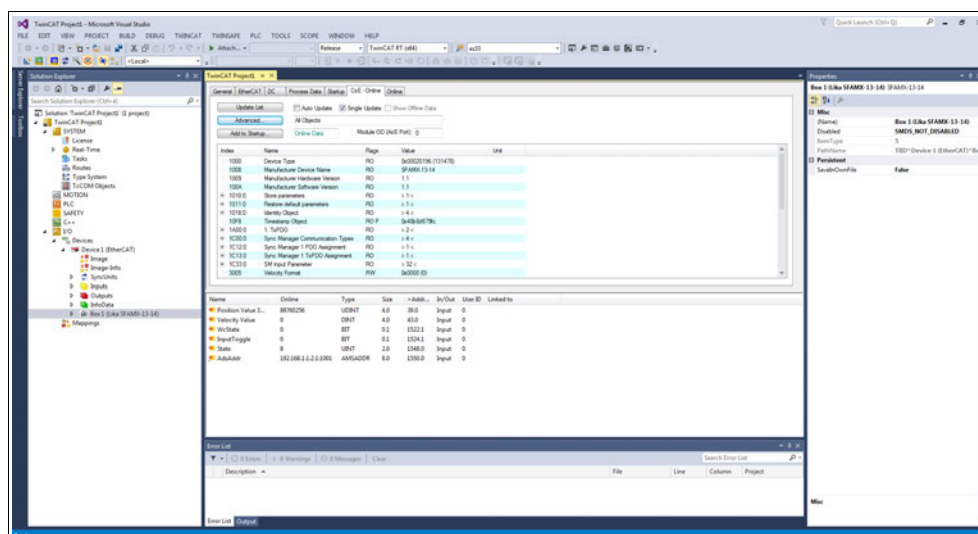 TwinCAT Project1 - Microsoft Visual Studio
Quick Launch (Ctrl+Q)
FILE EDIT VIEW PROJECT BUILD DEBUG TWINCAT TWINSAFE PLC TOOLS SCOPE WINDOW HELP
Attach... Release TwinCAT RT (x64)
<Local>
Server Explorer
Toolbox
Solution Explorer
Search Solution Explorer (Ctrl+è)
Solution 'TwinCAT Project1' (1 project)
TwinCAT Project1
SYSTEM
License
Real-Time
Tasks
Routes
Type System
TcCOM Objects
MOTION
PLC
SAFETY
C++
I/O
Devices
Device 1 (EtherCAT)
Image
Image-Info
SyncUnits
Inputs
Outputs
InfoData
Box 1 (Lika SFAMX-13-14)
Mappings
TwinCAT Project1
General EtherCAT DC Process Data Startup CoE - Online Online
Update List Auto Update Single Update Show Offline Data
Advanced... All Objects
Add to Startup... Online Data Module OD (AoE Port): 0
Index Name Flags Value Unit
1000 Device Type RO 0x00020196 (131478)
1008 Manufacturer Device Name RO SFAMX-13-14
1009 Manufacturer Hardware Version RO 1.1
100A Manufacturer Software Version RO 1.1
1010:0 Store parameters RO > 1 <
1011:0 Restore default parameters RO > 1 <
1018:0 Identity Object RO > 4 <
10F8 Timestamp Object RO P
1A00:0 1. TxPDO RO > 2 <
1C00:0 Sync Manager Communication Types RO > 4 <
1C12:0 Sync Manager 1 PDO Assignment RO > 1 <
1C13:0 Sync Manager 1 TxPDO Assignment RO > 1 <
1C33:0 SM Input Parameter RO > 32 <
3005 Velocity Format RW 0x0000 (0)
Name Online Type Size >Addr... In/Out User ID Linked to
Position Value 3... 88760256 UDINT 4.0 39.0 Input 0
Velocity Value 0 DINT 4.0 43.0 Input 0
WcState 0 BIT 0.1 1522.1 Input 0
InputToggle 0 BIT 0.1 1524.1 Input 0
State 8 UINT 2.0 1548.0 Input 0
AdsAddr 192.168.1.1.2.1:1001 AMSADDR 8.0 1550.0 Input 0
Error List
0 Errors 0 Warnings 0 Messages Clear
Search Error List
Description File Line Column Project
Error List Output
Properties
Box 1 (Lika SFAMX-13-14) SFAMX-13-14
Misc
(Name) Box 1 (Lika SFAMX-13-14)
Disabled SMDS_NOT_DISABLED
ItemType 5
PathName TIID^Device 1 (EtherCAT)^Bo
Persistent
SaveInOwnFile False
Misc